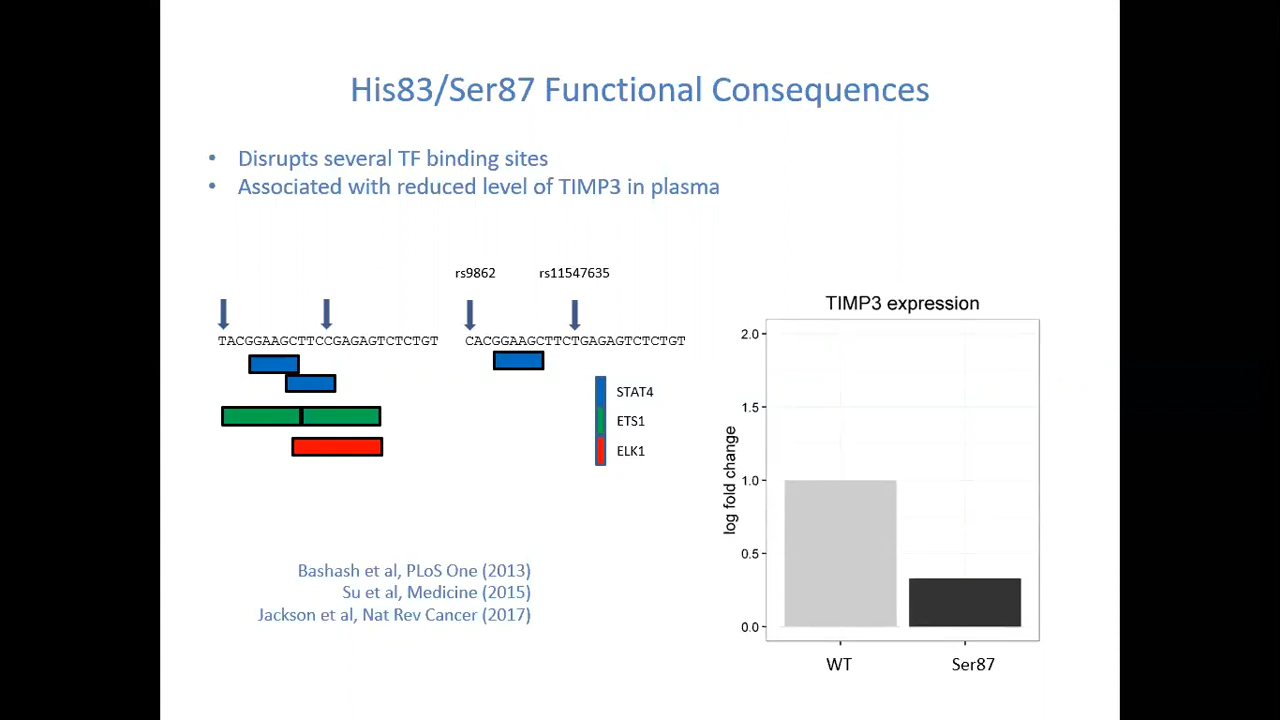 His83/Ser87 Functional Consequences
• Disrupts several TF binding sites
• Associated with reduced level of TIMP3 in plasma
rs9862 rs11547635
TACGGAAGCTTCCGAGAGTCTCTGT CACGGAAGCTTCTGAGAGTCTCTGT
STAT4
ETS1
ELK1
Bashash et al, PLoS One (2013)
Su et al, Medicine (2015)
Jackson et al, Nat Rev Cancer (2017)
TIMP3 expression
log fold change
2.0
1.5
1.0
0.5
0.0
WT Ser87